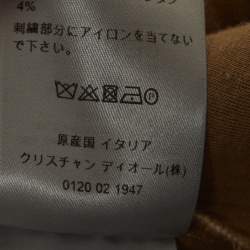 4%
刺繍部分にアイロンを当てない
で下さい。
原産国 イタリア
クリスチャン ディオール(株)
0120 02 1947